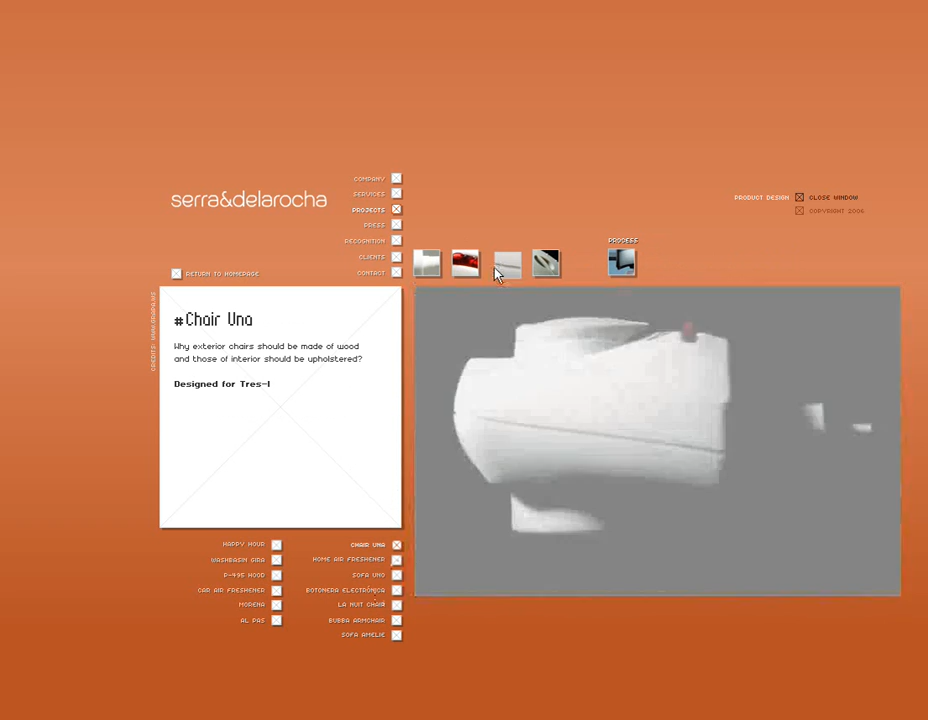 serra&delarocha
COMPANY
SERVICES
PROJECTS
PRESS
RECOGNITION
CLIENTS
CONTACT
RETURN TO HOMEPAGE
PRODUCT DESIGN
CLOSE WINDOW
COPYRIGHT 2006
PROCESS
#Chair Una
Why exterior chairs should be made of wood
and those of interior should be upholstered?
Designed for Tres-I
HAPPY HOUR
WASHBASIN GIRA
P-495 HOOD
CAR AIR FRESHENER
MORENA
AL PAS
CHAIR UNA
HOME AIR FRESHENER
SOFA UNO
BOTONERA ELECTRÓNICA
LA NUIT CHAIR
BUBBA ARMCHAIR
SOFA AMELIE